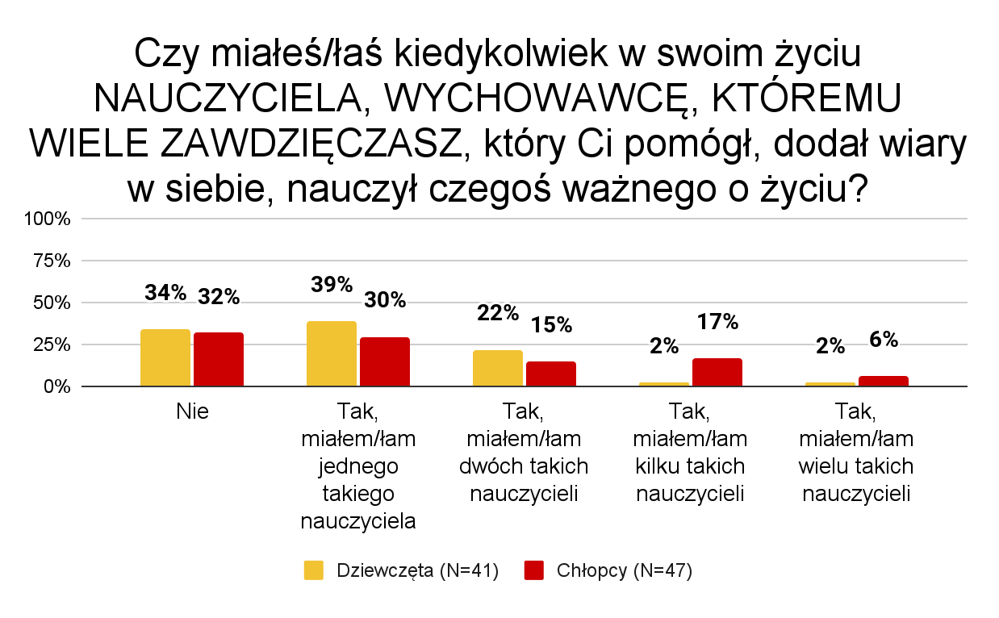 Czy miałeś/łaś kiedykolwiek w swoim życiu
NAUCZYCIELA, WYCHOWAWCĘ, KTÓREMU
WIELE ZAWDZIĘCZASZ, który Ci pomógł, dodał wiary
w siebie, nauczył czegoś ważnego o życiu?
100%
75%
50%
25%
0%
34% 32% 39% 30% 22% 15% 2% 17% 2% 6%
Nie
Tak,
miałem/łam
jednego
takiego
nauczyciela
Tak,
miałem/łam
dwóch takich
nauczycieli
Tak,
miałem/łam
kilku takich
nauczycieli
Tak,
miałem/łam
wielu takich
nauczycieli
Dziewczęta (N=41) Chłopcy (N=47)